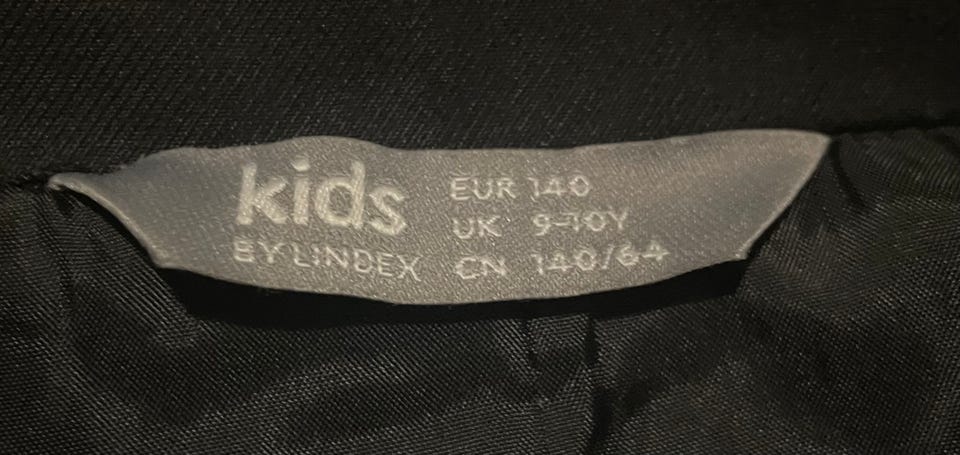 kids
BY LINDEX
EUR 140
UK 9-10Y
CN 140/64